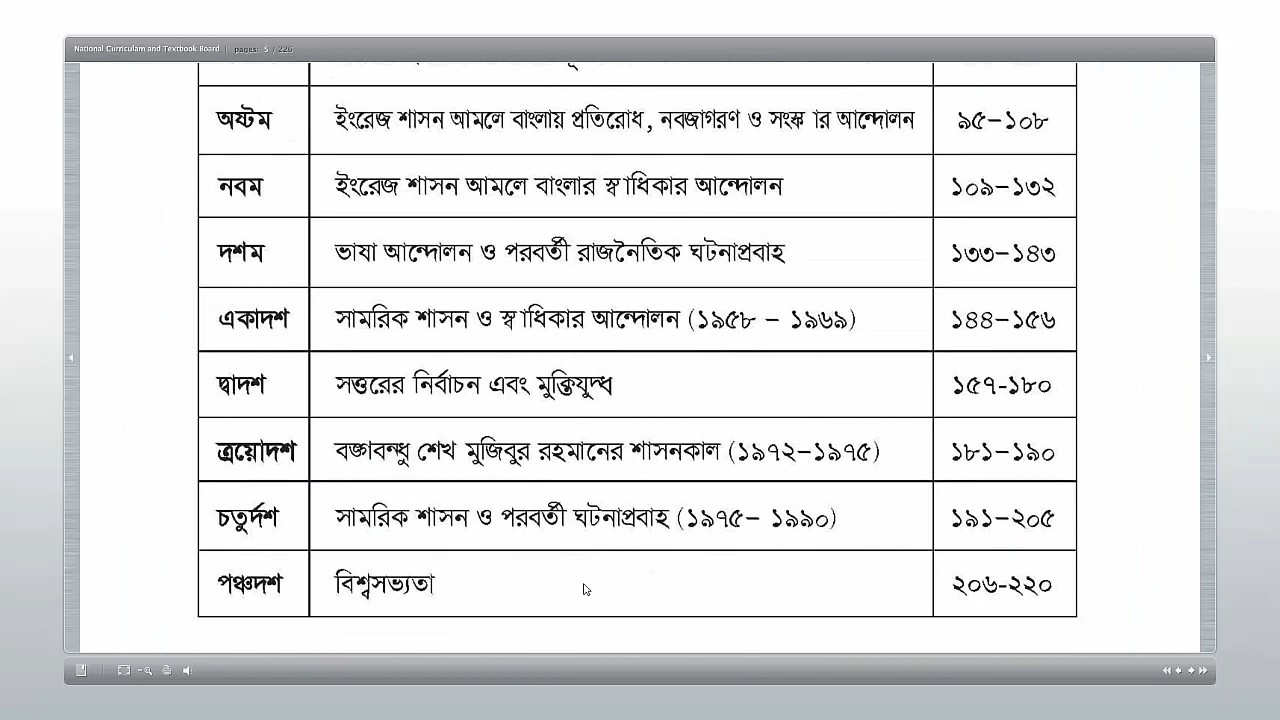 National Curriculam and Textbook Board | pages: 5 / 226
অষ্টম ইংরেজ শাসন আমলে বাংলায় প্রতিরোধ, নবজাগরণ ও সংস্কার আন্দোলন ৯৫–১০৮
নবম ইংরেজ শাসন আমলে বাংলার স্বাধিকার আন্দোলন ১০৯–১৩২
দশম ভাষা আন্দোলন ও পরবর্তী রাজনৈতিক ঘটনাপ্রবাহ ১৩৩–১৪৩
একাদশ সামরিক শাসন ও স্বাধিকার আন্দোলন (১৯৫৮ – ১৯৬৯) ১৪৪–১৫৬
দ্বাদশ সত্তরের নির্বাচন এবং মুক্তিযুদ্ধ ১৫৭-১৮০
ত্রয়োদশ বঙ্গবন্ধু শেখ মুজিবুর রহমানের শাসনকাল (১৯৭২–১৯৭৫) ১৮১–১৯০
চতুর্দশ সামরিক শাসন ও পরবর্তী ঘটনাপ্রবাহ (১৯৭৫– ১৯৯০) ১৯১–২০৫
পঞ্চদশ বিশ্বসভ্যতা ২০৬-২২০